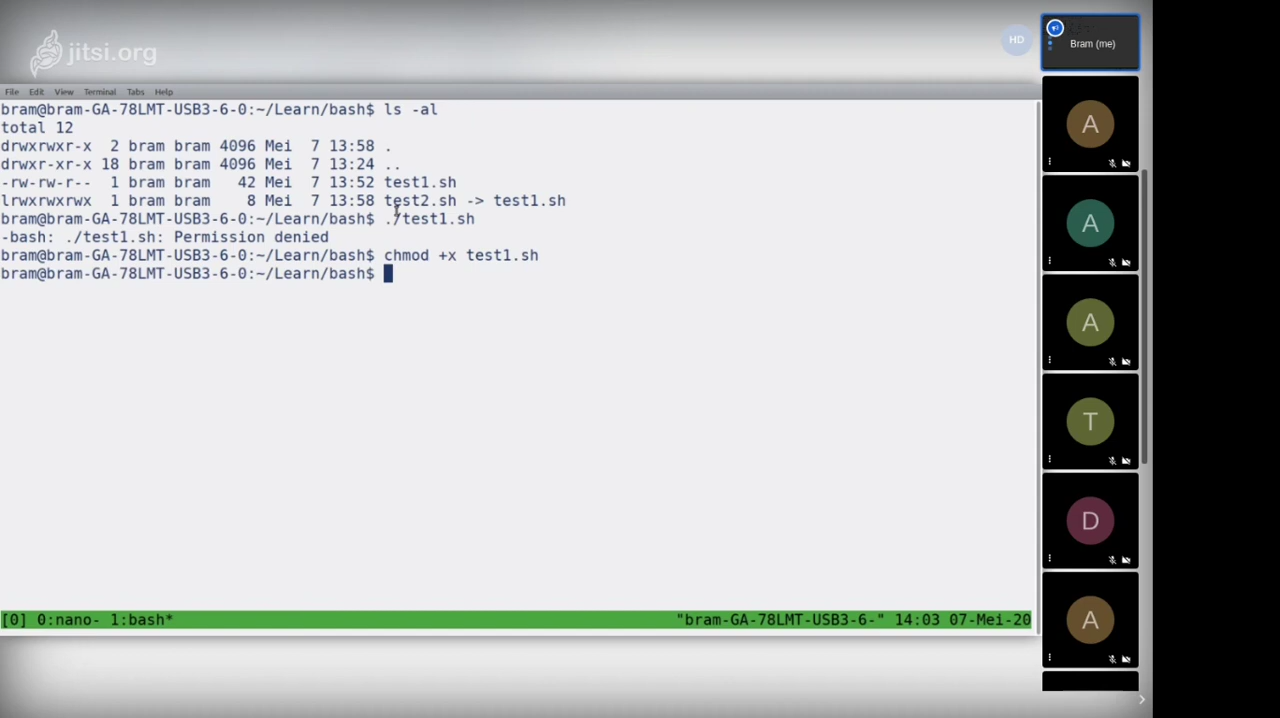 jitsi.org
HD
Bram (me)
File Edit View Terminal Tabs Help
bram@bram-GA-78LMT-USB3-6-0:~/Learn/bash$ ls -al
total 12
drwxrwxr-x  2 bram bram 4096 Mei  7 13:58 .
drwxr-xr-x 18 bram bram 4096 Mei  7 13:24 ..
-rw-rw-r--  1 bram bram   42 Mei  7 13:52 test1.sh
lrwxrwxrwx  1 bram bram    8 Mei  7 13:58 test2.sh -> test1.sh
bram@bram-GA-78LMT-USB3-6-0:~/Learn/bash$ ./test1.sh
-bash: ./test1.sh: Permission denied
bram@bram-GA-78LMT-USB3-6-0:~/Learn/bash$ chmod +x test1.sh
bram@bram-GA-78LMT-USB3-6-0:~/Learn/bash$
[0] 0:nano- 1:bash* "bram-GA-78LMT-USB3-6-" 14:03 07-Mei-20
A
A
A
T
D
A